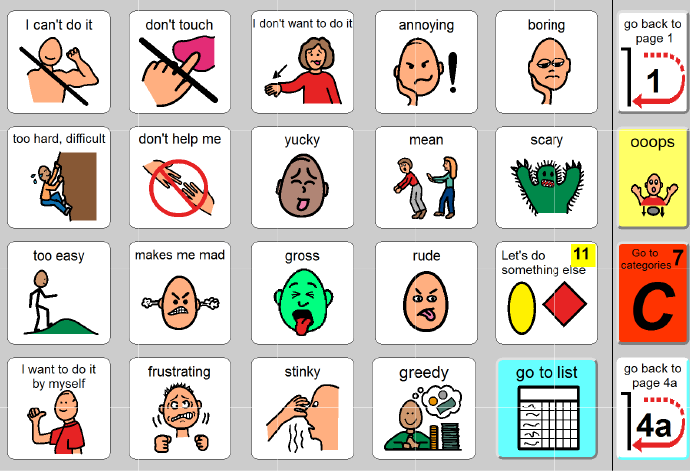 I can't do it
don't touch
I don't want to do it
annoying
boring
go back to
page 1
1
too hard, difficult
don't help me
yucky
mean
scary
ooops
too easy
makes me mad
gross
rude
Let's do
something else
11
Go to
categories
7
C
I want to do it
by myself
frustrating
stinky
greedy
go to list
go back to
page 4a
4a